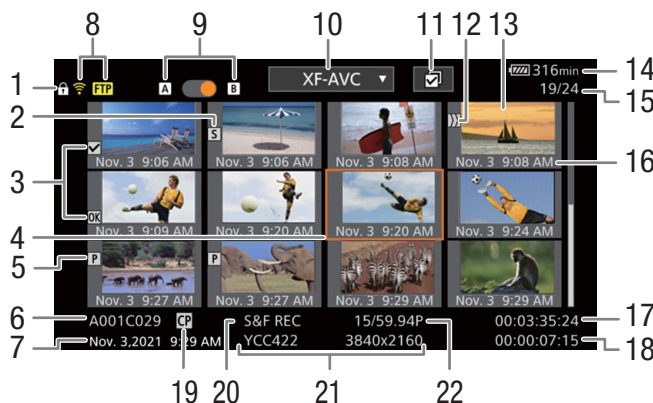 8 9 10 11 12 13
1 FTP A B XF-AVC 316min 14
19/24 15
2 S
Nov. 3 9:06 AM Nov. 3 9:06 AM Nov. 3 9:08 AM Nov. 3 9:08 AM 16
3
OK
Nov. 3 9:09 AM Nov. 3 9:20 AM Nov. 3 9:20 AM Nov. 3 9:24 AM
4
5 P P
Nov. 3 9:27 AM Nov. 3 9:27 AM Nov. 3 9:29 AM Nov. 3 9:29 AM
6 A001C029 CP S&F REC 15/59.94P 00:03:35:24 17
7 Nov. 3,2021 9:29 AM YCC422 3840x2160 00:00:07:15 18
19 20 21 22